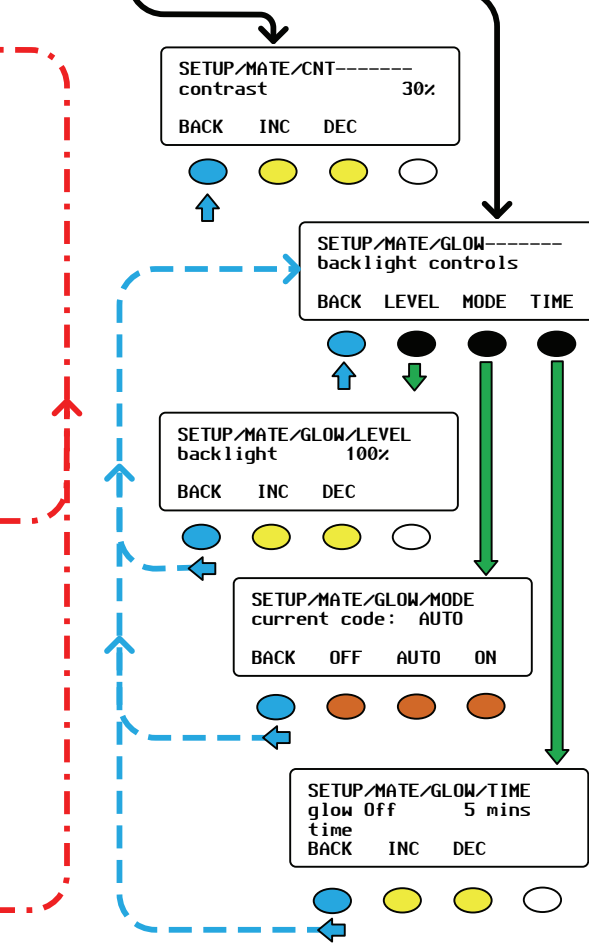 SETUP/MATE/CNT-------
contrast 30%
BACK INC DEC
SETUP/MATE/GLOW-------
backlight controls
BACK LEVEL MODE TIME
SETUP/MATE/GLOW/LEVEL
backlight 100%
BACK INC DEC
SETUP/MATE/GLOW/MODE
current code: AUTO
BACK OFF AUTO ON
SETUP/MATE/GLOW/TIME
glow Off 5 mins
time
BACK INC DEC